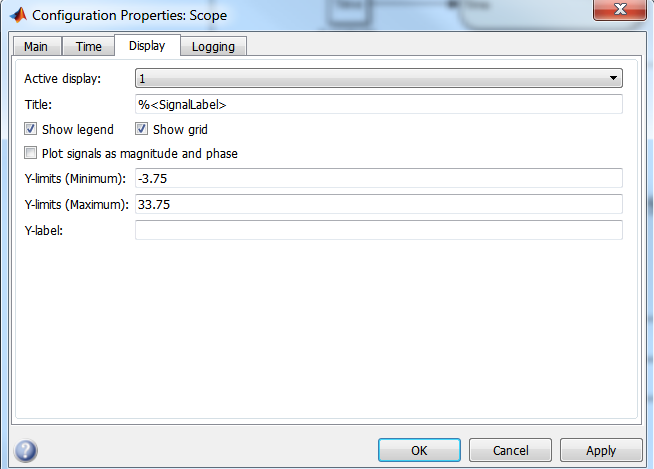 Configuration Properties: Scope
X
Main Time Display Logging
Active display: 1
Title: %<SignalLabel>
Show legend Show grid
Plot signals as magnitude and phase
Y-limits (Minimum): -3.75
Y-limits (Maximum): 33.75
Y-label:
?
OK Cancel Apply